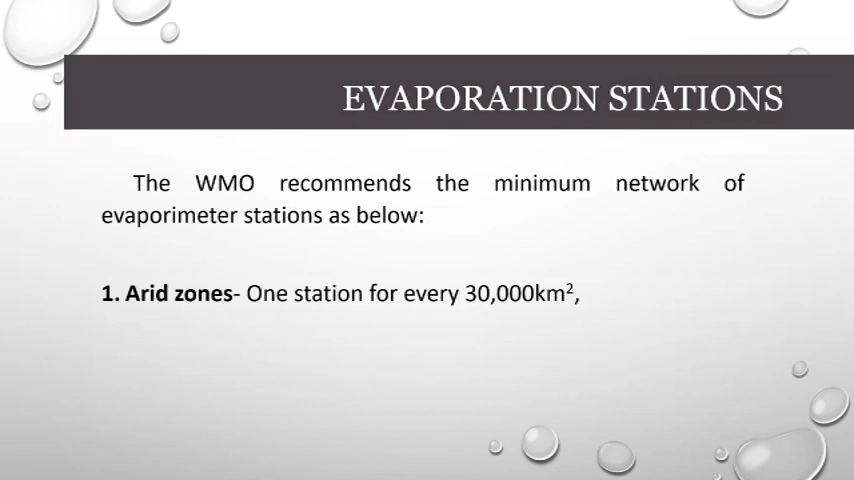 EVAPORATION STATIONS
The WMO recommends the minimum network of
evaporimeter stations as below:
1. Arid zones- One station for every 30,000km²,